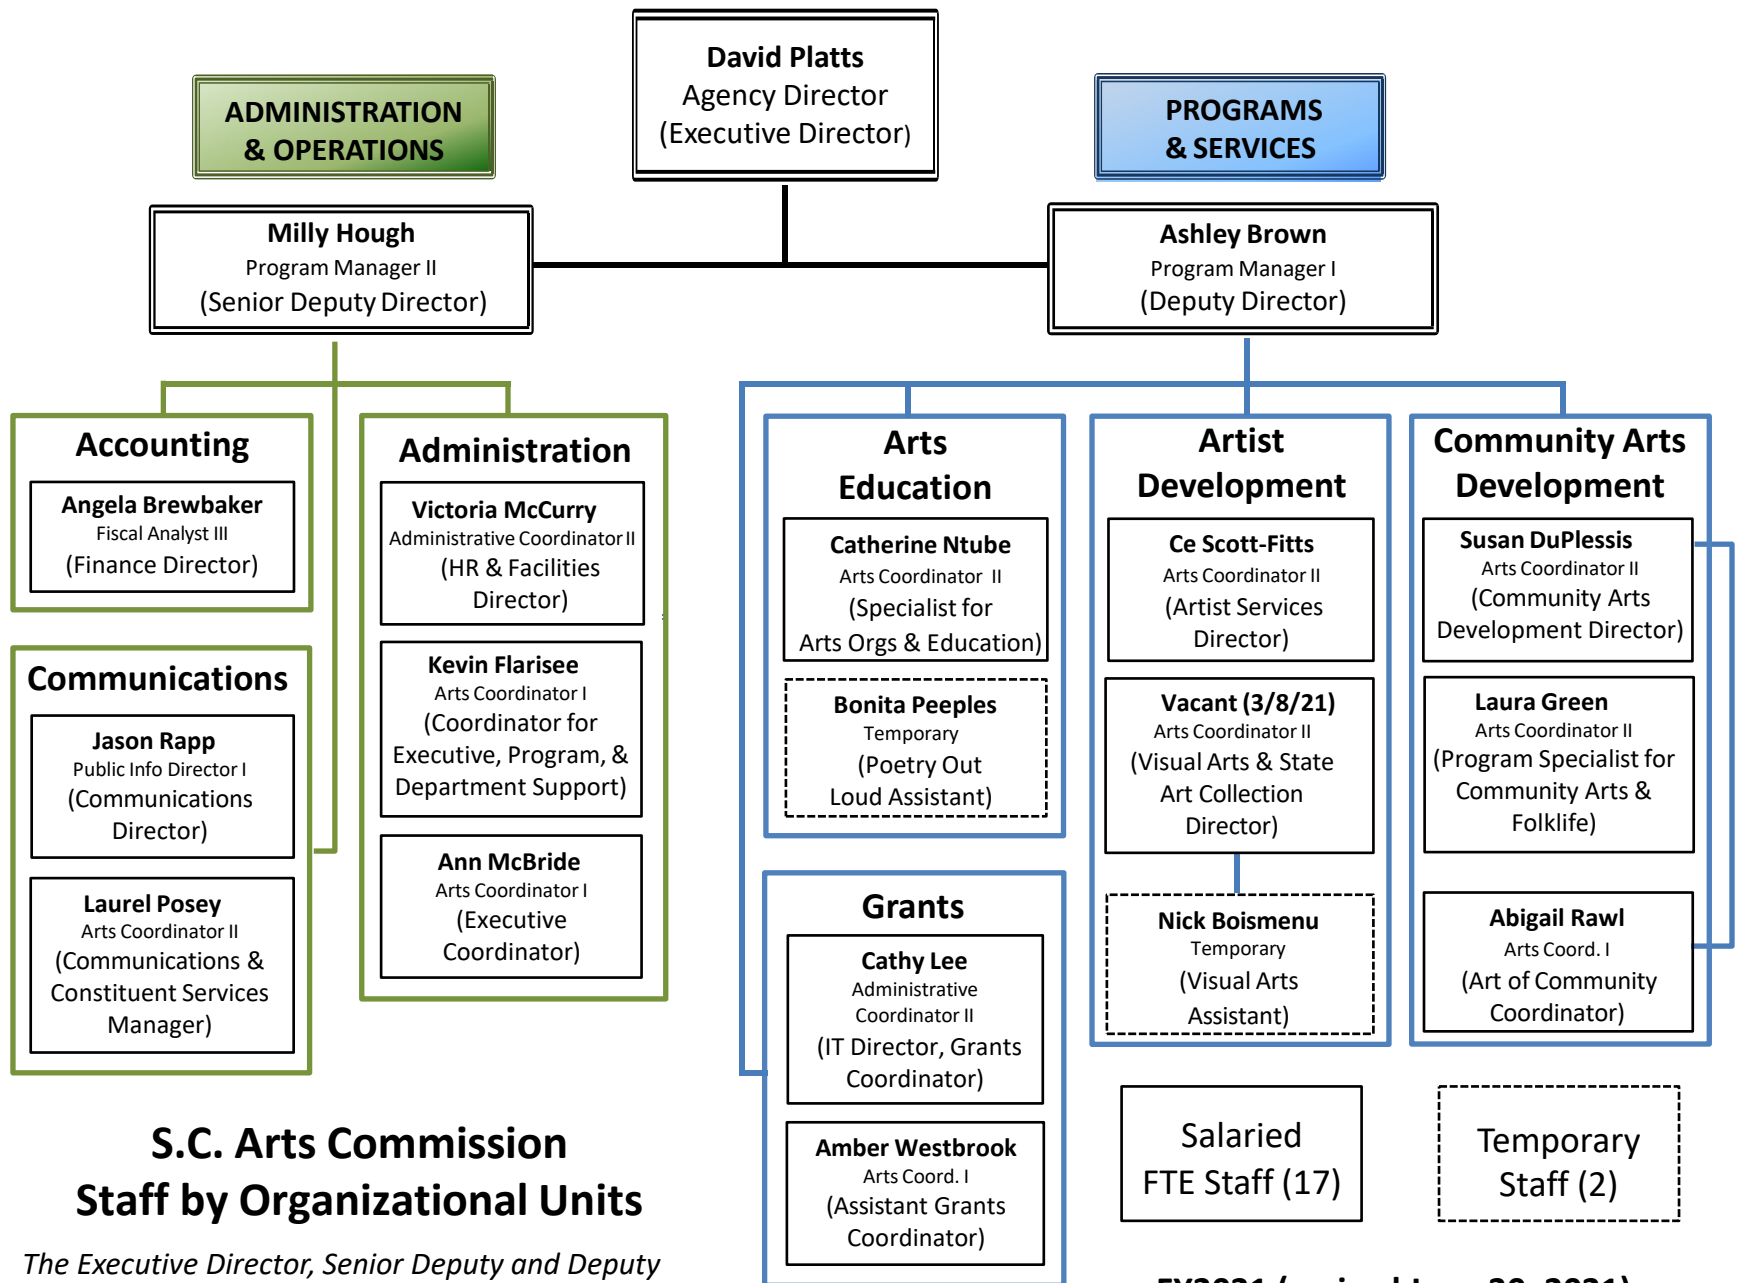 David Platts
Agency Director
(Executive Director)
ADMINISTRATION
& OPERATIONS
PROGRAMS
& SERVICES
Milly Hough
Program Manager II
(Senior Deputy Director)
Ashley Brown
Program Manager I
(Deputy Director)
Accounting
Angela Brewbaker
Fiscal Analyst III
(Finance Director)
Communications
Jason Rapp
Public Info Director I
(Communications
Director)
Laurel Posey
Arts Coordinator II
(Communications &
Constituent Services
Manager)
Administration
Victoria McCurry
Administrative Coordinator II
(HR & Facilities
Director)
Kevin Flarisee
Arts Coordinator I
(Coordinator for
Executive, Program, &
Department Support)
Ann McBride
Arts Coordinator I
(Executive
Coordinator)
Arts
Education
Catherine Ntube
Arts Coordinator II
(Specialist for
Arts Orgs & Education)
Bonita Peeples
Temporary
(Poetry Out
Loud Assistant)
Grants
Cathy Lee
Administrative
Coordinator II
(IT Director, Grants
Coordinator)
Amber Westbrook
Arts Coord. I
(Assistant Grants
Coordinator)
Artist
Development
Ce Scott-Fitts
Arts Coordinator II
(Artist Services
Director)
Vacant (3/8/21)
Arts Coordinator II
(Visual Arts & State
Art Collection
Director)
Nick Boismenu
Temporary
(Visual Arts
Assistant)
Community Arts
Development
Susan DuPlessis
Arts Coordinator II
(Community Arts
Development Director)
Laura Green
Arts Coordinator II
(Program Specialist for
Community Arts &
Folklife)
Abigail Rawl
Arts Coord. I
(Art of Community
Coordinator)
Salaried
FTE Staff (17)
Temporary
Staff (2)
S.C. Arts Commission
Staff by Organizational Units
The Executive Director, Senior Deputy and Deputy